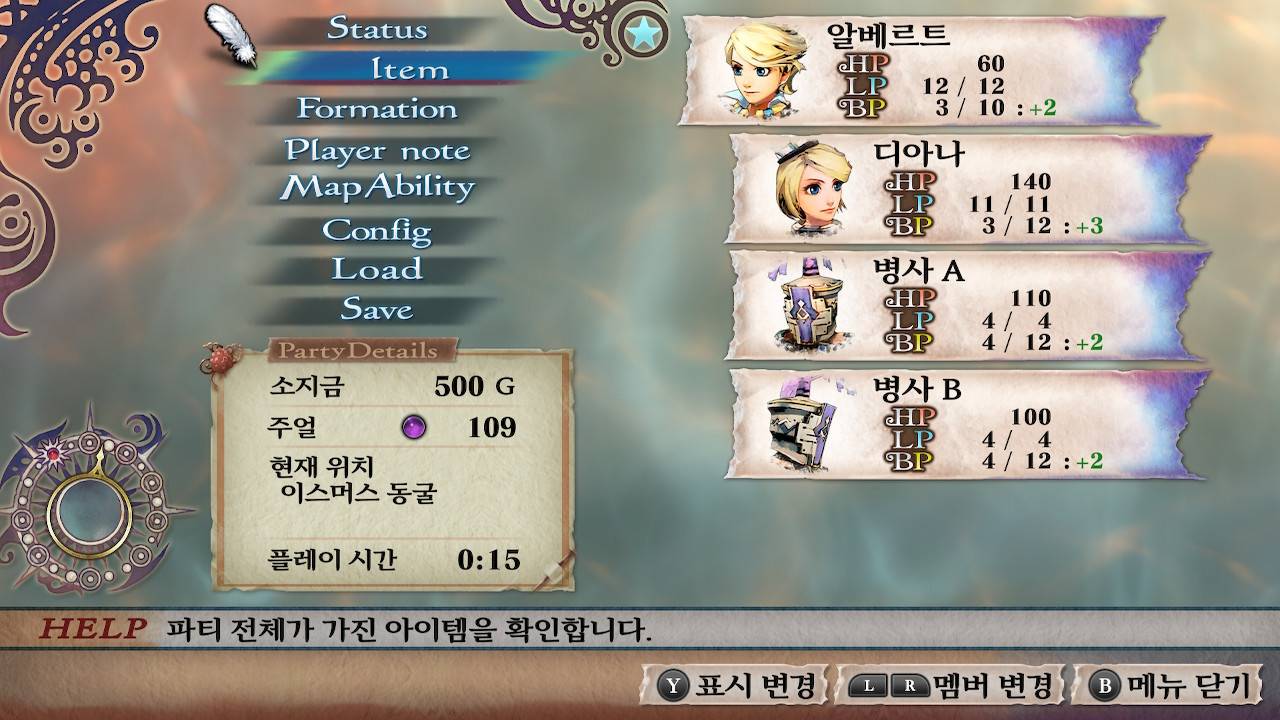 Status
Item
Formation
Player note
Map Ability
Config
Load
Save
Party Details
소지금 500 G
주얼 109
현재 위치
이스머스 동굴
플레이 시간 0:15
알베르트
HP 60
LP 12 / 12
BP 3 / 10 : +2
디아나
HP 140
LP 11 / 11
BP 3 / 12 : +3
병사 A
HP 110
LP 4 / 4
BP 4 / 12 : +2
병사 B
HP 100
LP 4 / 4
BP 4 / 12 : +2
HELP 파티 전체가 가진 아이템을 확인합니다.
Y 표시 변경 L R 멤버 변경 B 메뉴 닫기